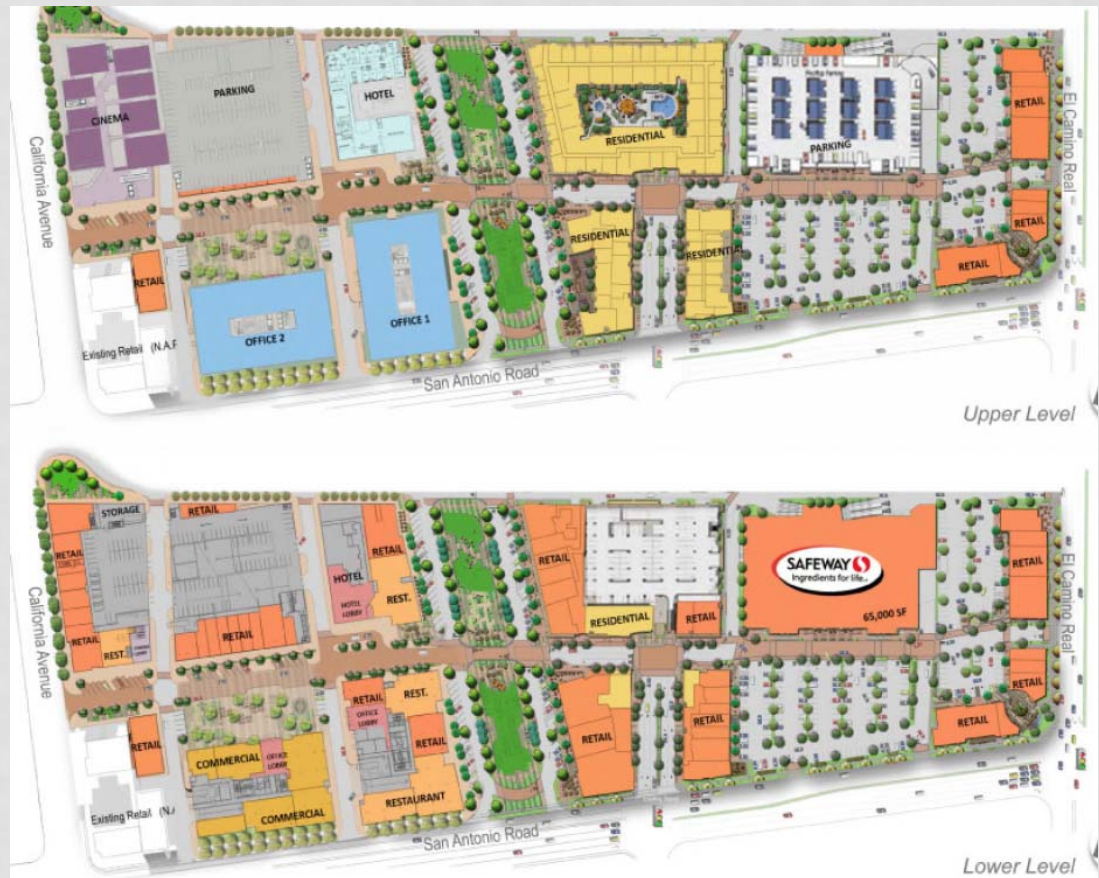 CINEMA
PARKING
HOTEL
RESIDENTIAL
Rooftop Parking
PARKING
RETAIL
El Camino Real
California Avenue
RETAIL
RESIDENTIAL
RESIDENTIAL
RETAIL
RETAIL
OFFICE 1
OFFICE 2
Existing Retail (N.A.P
San Antonio Road
Upper Level
STORAGE
RETAIL
RETAIL
RETAIL
RETAIL
SAFEWAY
Ingredients for life..
65,000 SF
RETAIL
HOTEL
HOTEL
LOBBY
REST.
RESIDENTIAL
RETAIL
RETAIL
RETAIL
REST.
El Camino Real
California Avenue
RETAIL
REST.
OFFICE
LOBBY
RETAIL
RETAIL
RETAIL
RETAIL
RETAIL
RETAIL
COMMERCIAL
OFFICE
LOBBY
COMMERCIAL
RESTAURANT
Existing Retail (N.A
San Antonio Road
Lower Level